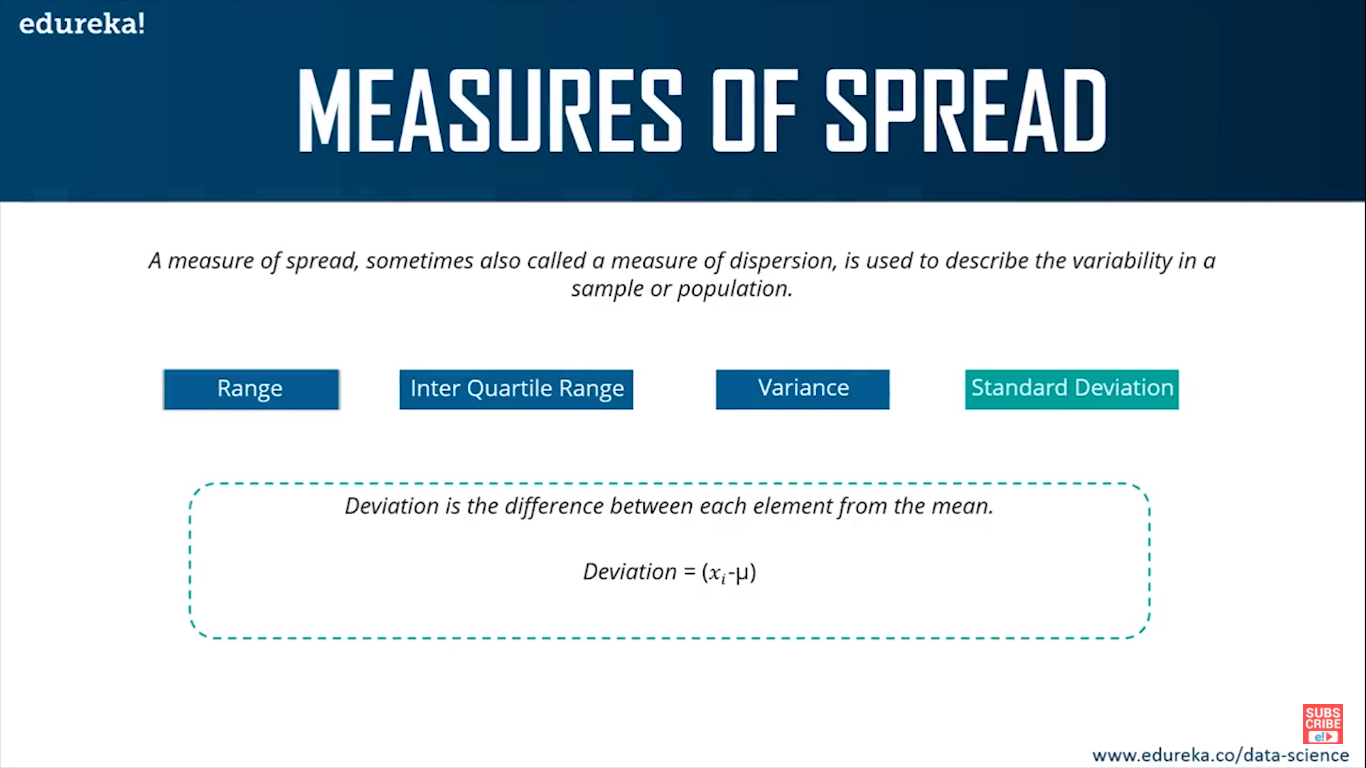 edureka!
MEASURES OF SPREAD
A measure of spread, sometimes also called a measure of dispersion, is used to describe the variability in a
sample or population.
Range
Inter Quartile Range
Variance
Standard Deviation
Deviation is the difference between each element from the mean.
Deviation = (xᵢ-μ)
SUBS
CRIBE
e!
www.edureka.co/data-science